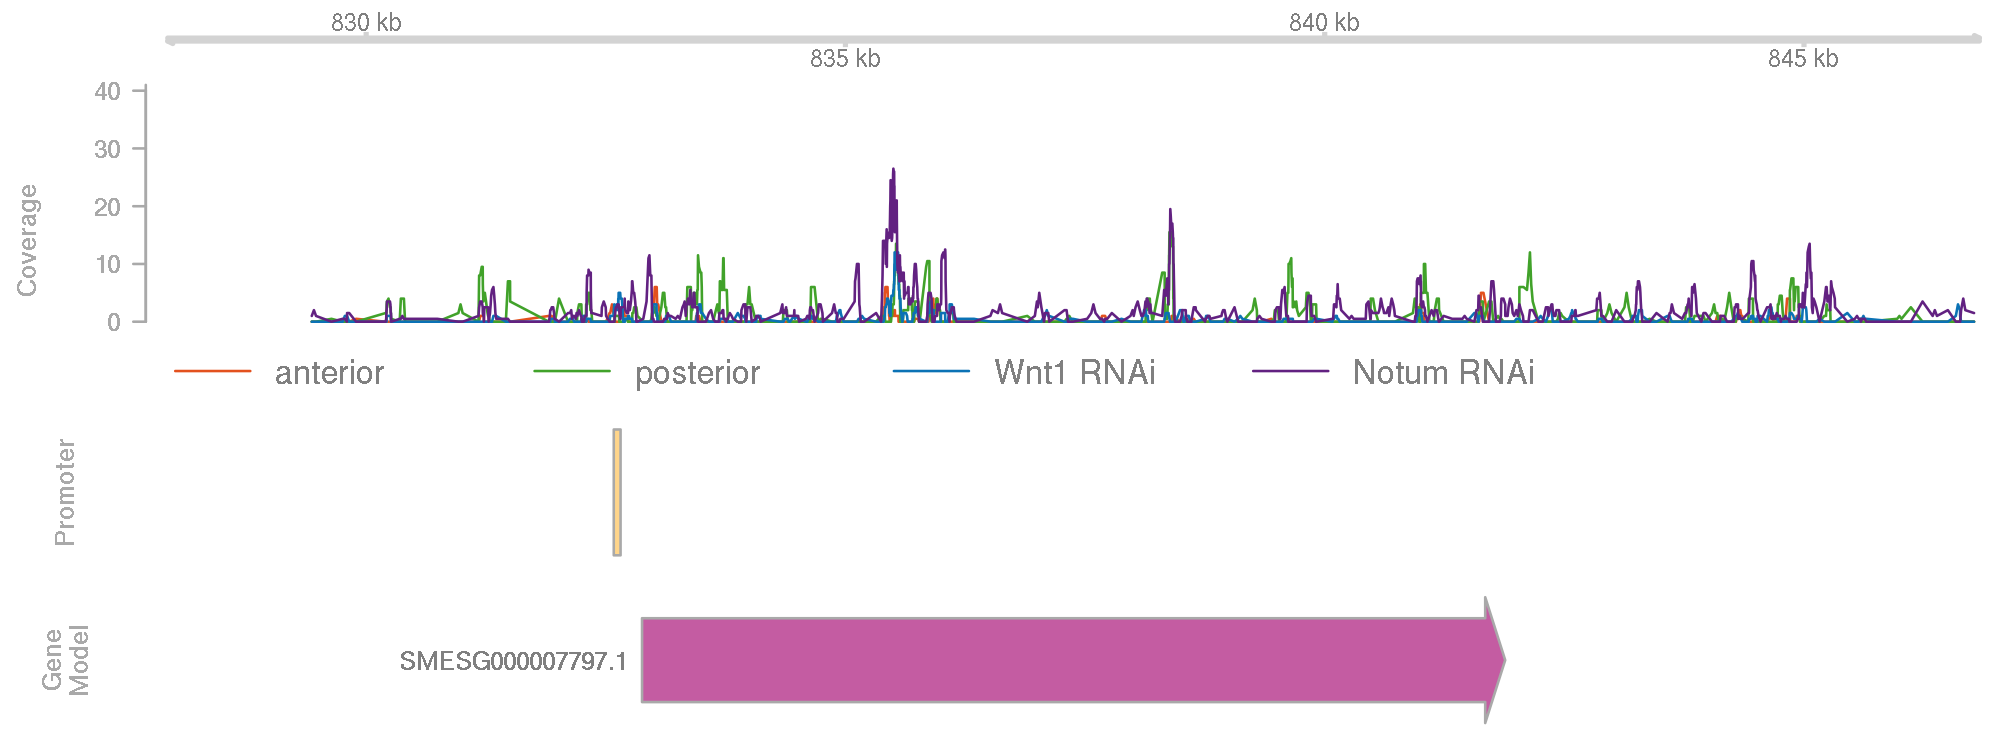 830 kb
840 kb
835 kb
845 kb
Coverage
40
30
20
10
0
anterior posterior Wnt1 RNAi Notum RNAi
Promoter
Gene
Model
SMESG000007797.1